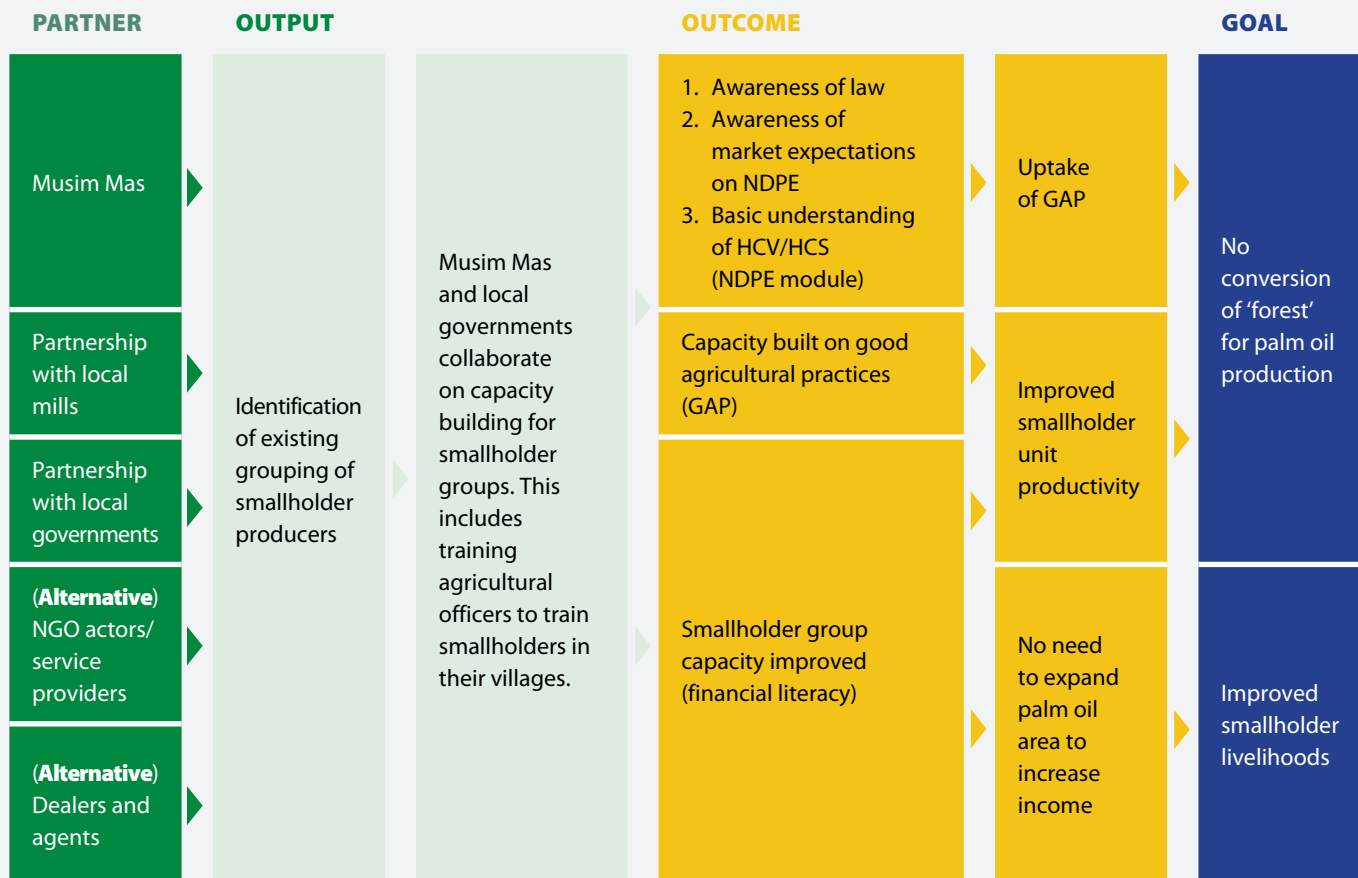 PARTNER
OUTPUT
OUTCOME
GOAL
Musim Mas
Partnership
with local
mills
Partnership
with local
governments
(Alternative)
NGO actors/
service
providers
(Alternative)
Dealers and
agents
Identification
of existing
grouping of
smallholder
producers
Musim Mas
and local
governments
collaborate
on capacity
building for
smallholder
groups. This
includes
training
agricultural
officers to train
smallholders in
their villages.
1. Awareness of law
2. Awareness of
market expectations
on NDPE
3. Basic understanding
of HCV/HCS
(NDPE module)
Capacity built on good
agricultural practices
(GAP)
Smallholder group
capacity improved
(financial literacy)
Uptake
of GAP
Improved
smallholder
unit
productivity
No need
to expand
palm oil
area to
increase
income
No
conversion
of ‘forest’
for palm oil
production
Improved
smallholder
livelihoods